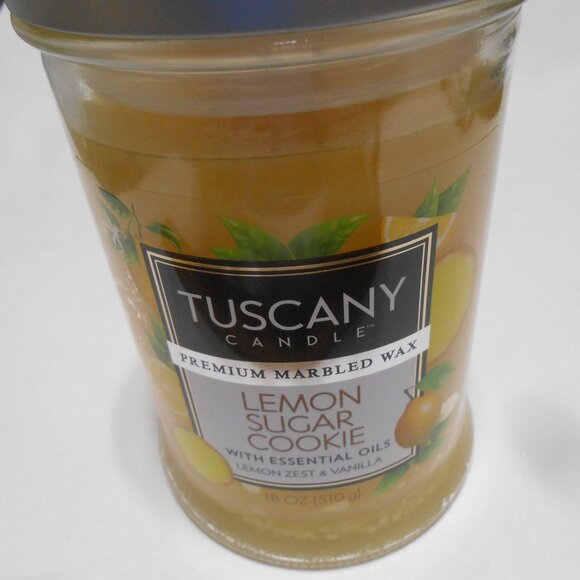 TUSCANY
CANDLE™
PREMIUM MARBLED WAX
LEMON
SUGAR
COOKIE
WITH ESSENTIAL OILS
LEMON ZEST & VANILLA
18 OZ (510 g)